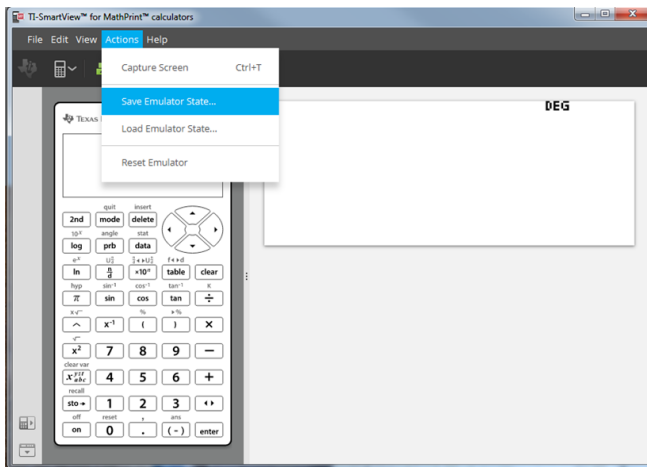 TI-SmartView™ for MathPrint™ calculators
File Edit View Actions Help
Capture Screen Ctrl+T
Save Emulator State...
Load Emulator State...
Reset Emulator
DEG
TEXAS
quit insert
2nd mode delete
10ˣ angle stat
log prb data
eˣ f◄►d
ln n/d ×10ⁿ table clear
hyp sin⁻¹ cos⁻¹ tan⁻¹ K
π sin cos tan ÷
x√‾ % ►%
^ x⁻¹ ( ) ×
√‾
x² 7 8 9 −
clear var
x yzt abc 4 5 6 +
recall
sto→ 1 2 3 ◄►
off reset , ans
on 0 . (-) enter